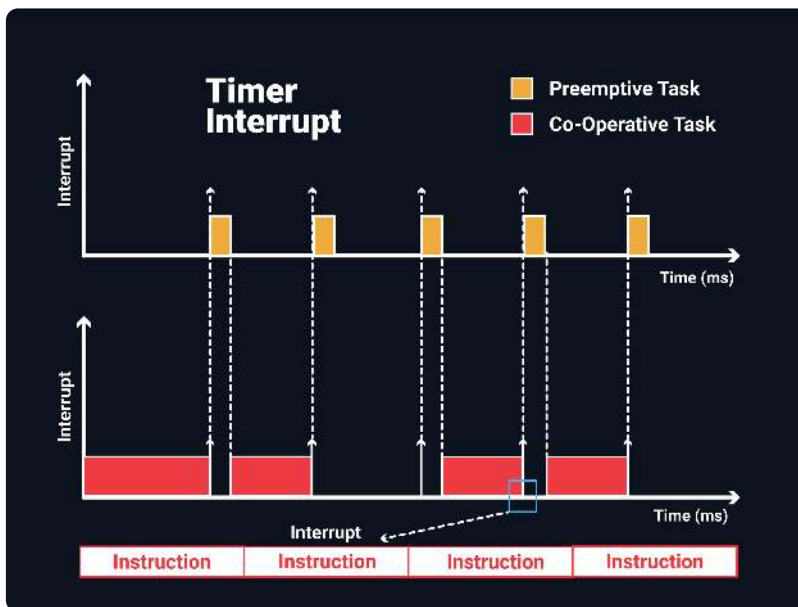 Timer
Interrupt
Preemptive Task
Co-Operative Task
Interrupt
Time (ms)
Interrupt
Time (ms)
Interrupt
Instruction
Instruction
Instruction
Instruction